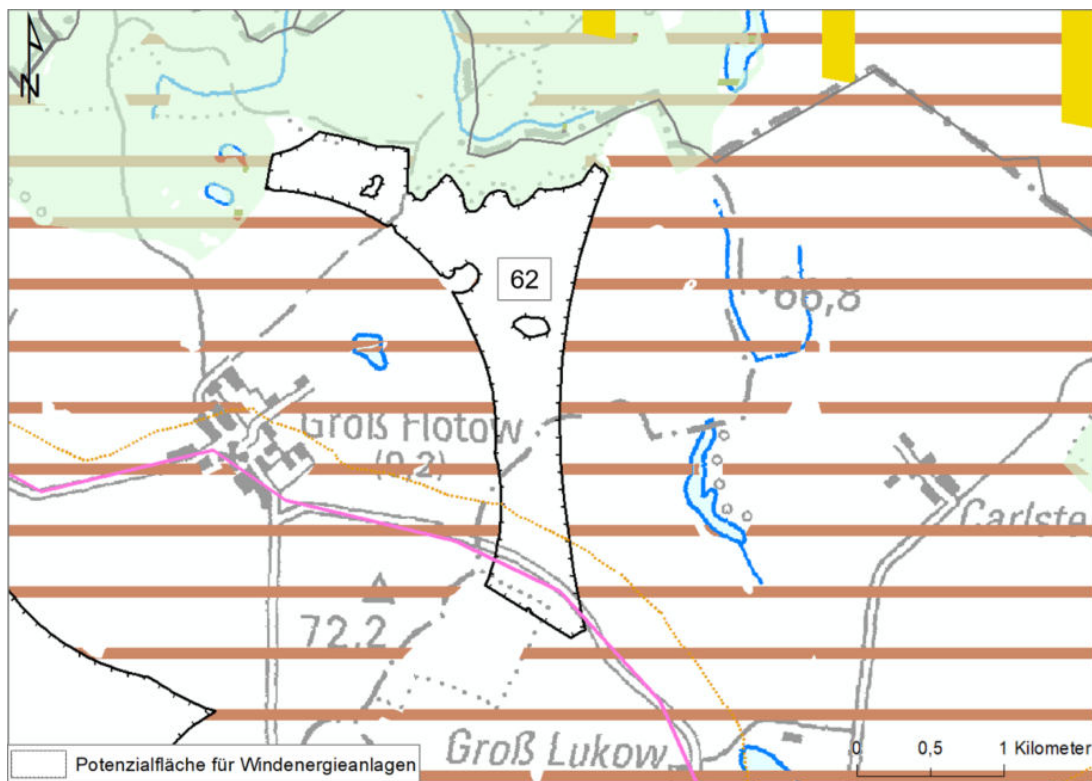 N
62
66,8
Groß Flotow
(0,2)
Carlste
72.2
Groß Lukow
0 0,5 1 Kilometer
Potenzialfläche für Windenergieanlagen